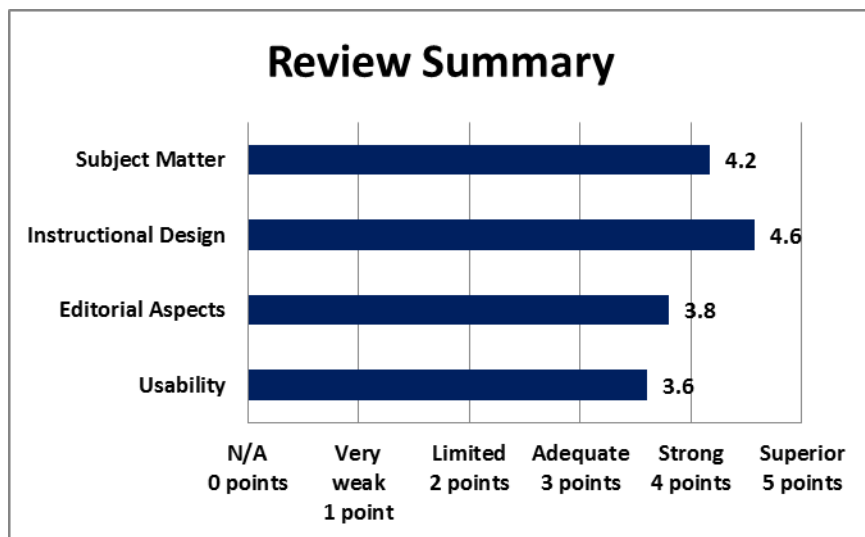 Review Summary
Subject Matter
4.2
Instructional Design
4.6
Editorial Aspects
3.8
Usability
3.6
N/A Very Limited Adequate Strong Superior
0 points weak 2 points 3 points 4 points 5 points
1 point